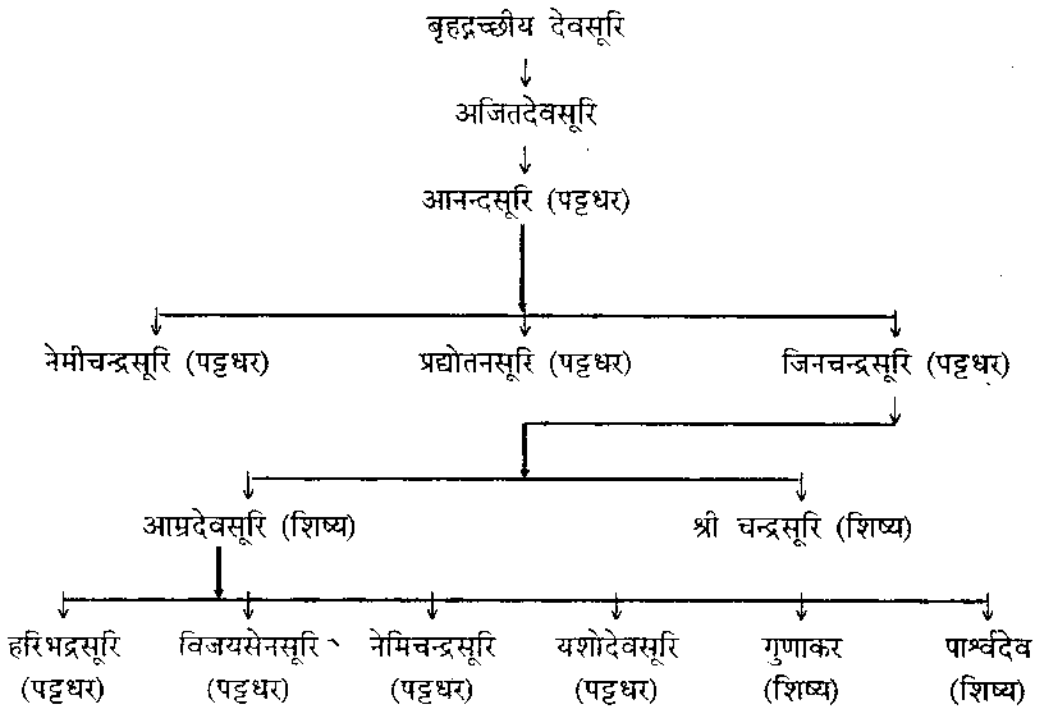 बृहद्गच्छीय देवसूरि
अजितदेवसूरि
आनन्दसूरि (पट्टधर)
नेमीचन्द्रसूरि (पट्टधर) प्रद्योतनसूरि (पट्टधर) जिनचन्द्रसूरि (पट्टधर)
आम्रदेवसूरि (शिष्य) श्री चन्द्रसूरि (शिष्य)
हरिभद्रसूरि विजयसेनसूरि नेमिचन्द्रसूरि यशोदेवसूरि गुणाकर पार्श्वदेव
(पट्टधर) (पट्टधर) (पट्टधर) (पट्टधर) (शिष्य) (शिष्य)